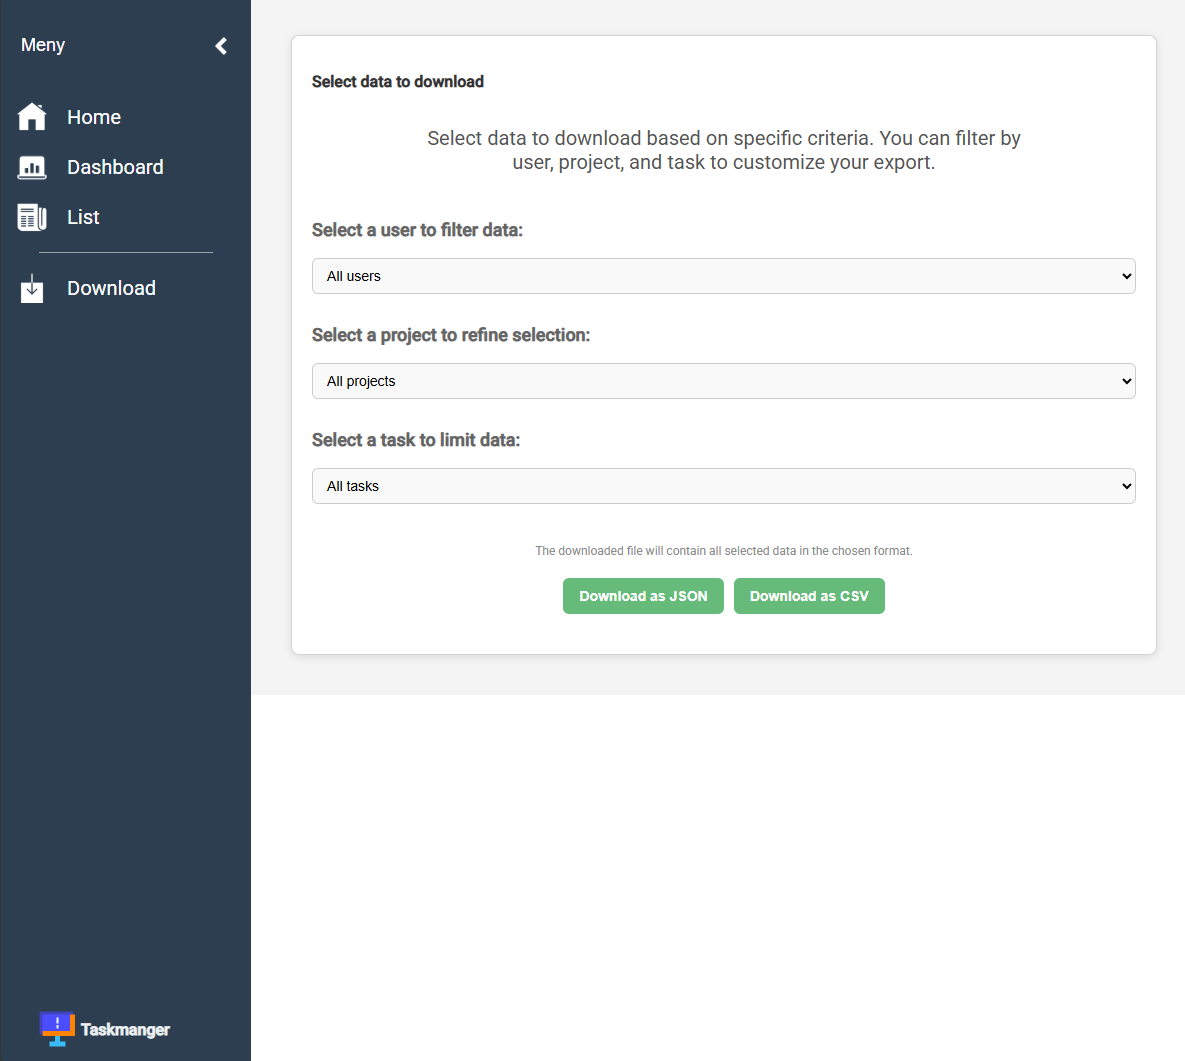 Meny
Home
Dashboard
List
Download
Taskmanger
Select data to download
Select data to download based on specific criteria. You can filter by
user, project, and task to customize your export.
Select a user to filter data:
All users
Select a project to refine selection:
All projects
Select a task to limit data:
All tasks
The downloaded file will contain all selected data in the chosen format.
Download as JSON
Download as CSV